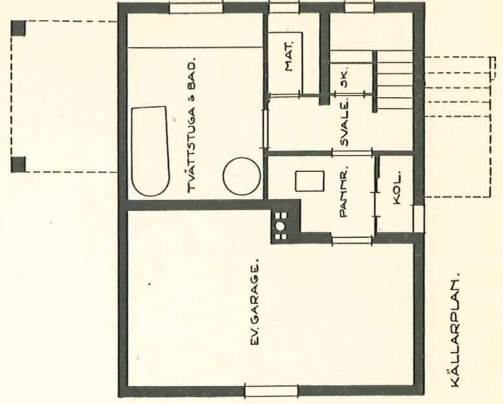 TVÄTTSTUGA & BAD.
MAT.
SK.
SVALE.
PANNR.
KOL.
EV. GARAGE.
KÄLLARPLAN.